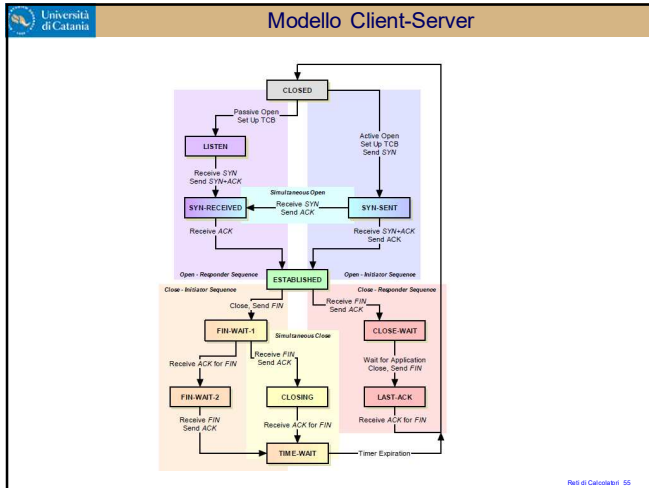 Università
di Catania
Modello Client-Server
CLOSED
Passive Open
Set Up TCB
Active Open
Set Up TCB
Send SYN
LISTEN
Receive SYN
Send SYN+ACK
Simultaneous Open
SYN-RECEIVED
Receive SYN
Send ACK
SYN-SENT
Receive ACK
Receive SYN+ACK
Send ACK
Open - Responder Sequence
Open - Initiator Sequence
ESTABLISHED
Close - Initiator Sequence
Close - Responder Sequence
Close, Send FIN
Receive FIN
Send ACK
FIN-WAIT-1
Simultaneous Close
CLOSE-WAIT
Receive ACK for FIN
Receive FIN
Send ACK
Wait for Application
Close, Send FIN
FIN-WAIT-2
CLOSING
LAST-ACK
Receive FIN
Send ACK
Receive ACK for FIN
Receive ACK for FIN
TIME-WAIT
Timer Expiration
Reti di Calcolatori 55